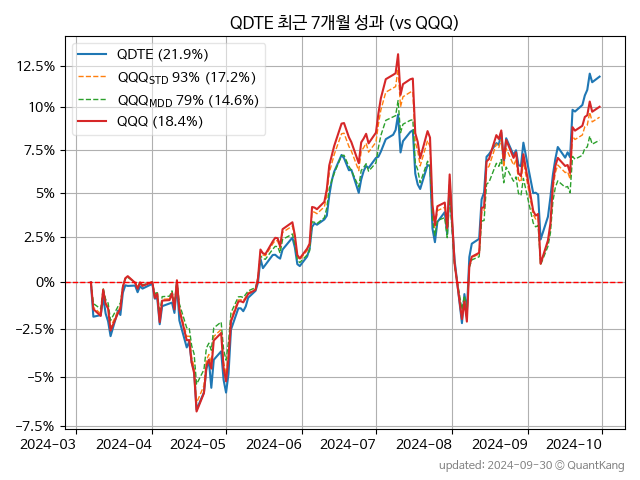 QDTE 최근 7개월 성과 (vs QQQ)
QDTE (21.9%)
QQQSTD 93% (17.2%)
QQQMDD 79% (14.6%)
QQQ (18.4%)
12.5%
10%
7.5%
5%
2.5%
0%
−2.5%
−5%
−7.5%
2024-03 2024-04 2024-05 2024-06 2024-07 2024-08 2024-09 2024-10
updated: 2024-09-30 © QuantKang